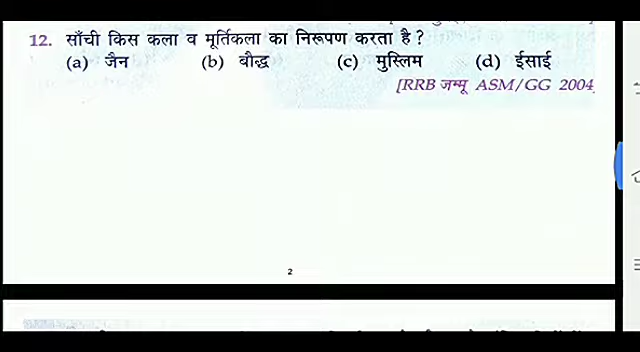 12. साँची किस कला व मूर्तिकला का निरूपण करता है ?
(a) जैन (b) बौद्ध (c) मुस्लिम (d) ईसाई
[RRB जम्मू ASM/GG 2004]
2